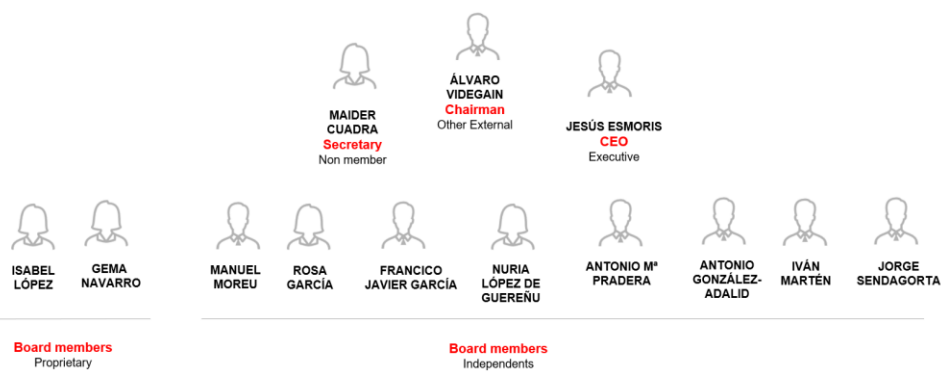 ÁLVARO
VIDEGAIN
Chairman
Other External
MAIDER
CUADRA
Secretary
Non member
JESÚS ESMORIS
CEO
Executive
ISABEL
LÓPEZ
GEMA
NAVARRO
MANUEL
MOREU
ROSA
GARCÍA
FRANCICO
JAVIER GARCÍA
NURIA
LÓPEZ DE
GUEREÑU
ANTONIO Mª
PRADERA
ANTONIO
GONZÁLEZ-
ADALID
IVÁN
MARTÉN
JORGE
SENDAGORTA
Board members
Proprietary
Board members
Independents